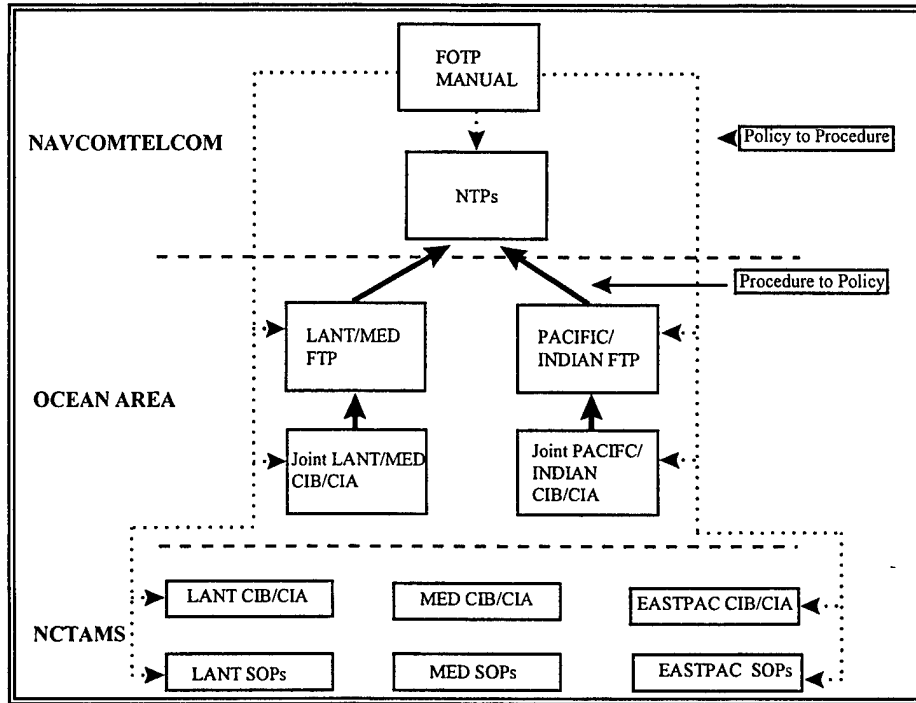 FOTP
MANUAL
NAVCOMTELCOM
Policy to Procedure
NTPs
Procedure to Policy
LANT/MED
FTP
PACIFIC/
INDIAN FTP
OCEAN AREA
Joint LANT/MED
CIB/CIA
Joint PACIFC/
INDIAN
CIB/CIA
LANT CIB/CIA
MED CIB/CIA
EASTPAC CIB/CIA
NCTAMS
LANT SOPs
MED SOPs
EASTPAC SOPs